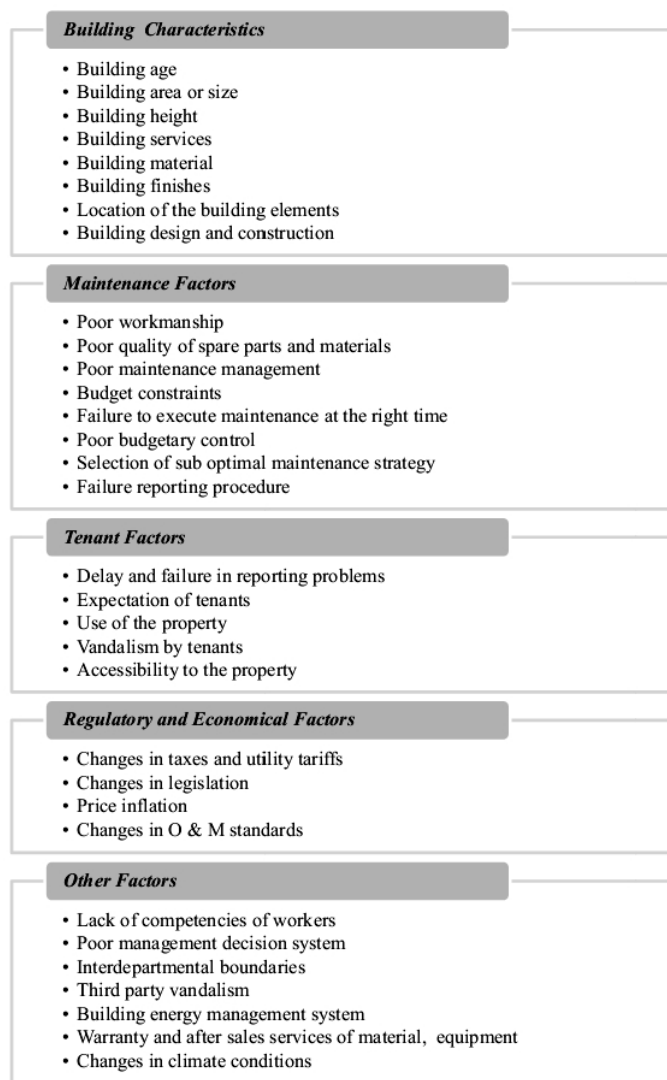 Building Characteristics
• Building age
• Building area or size
• Building height
• Building services
• Building material
• Building finishes
• Location of the building elements
• Building design and construction
Maintenance Factors
• Poor workmanship
• Poor quality of spare parts and materials
• Poor maintenance management
• Budget constraints
• Failure to execute maintenance at the right time
• Poor budgetary control
• Selection of sub optimal maintenance strategy
• Failure reporting procedure
Tenant Factors
• Delay and failure in reporting problems
• Expectation of tenants
• Use of the property
• Vandalism by tenants
• Accessibility to the property
Regulatory and Economical Factors
• Changes in taxes and utility tariffs
• Changes in legislation
• Price inflation
• Changes in O & M standards
Other Factors
• Lack of competencies of workers
• Poor management decision system
• Interdepartmental boundaries
• Third party vandalism
• Building energy management system
• Warranty and after sales services of material, equipment
• Changes in climate conditions